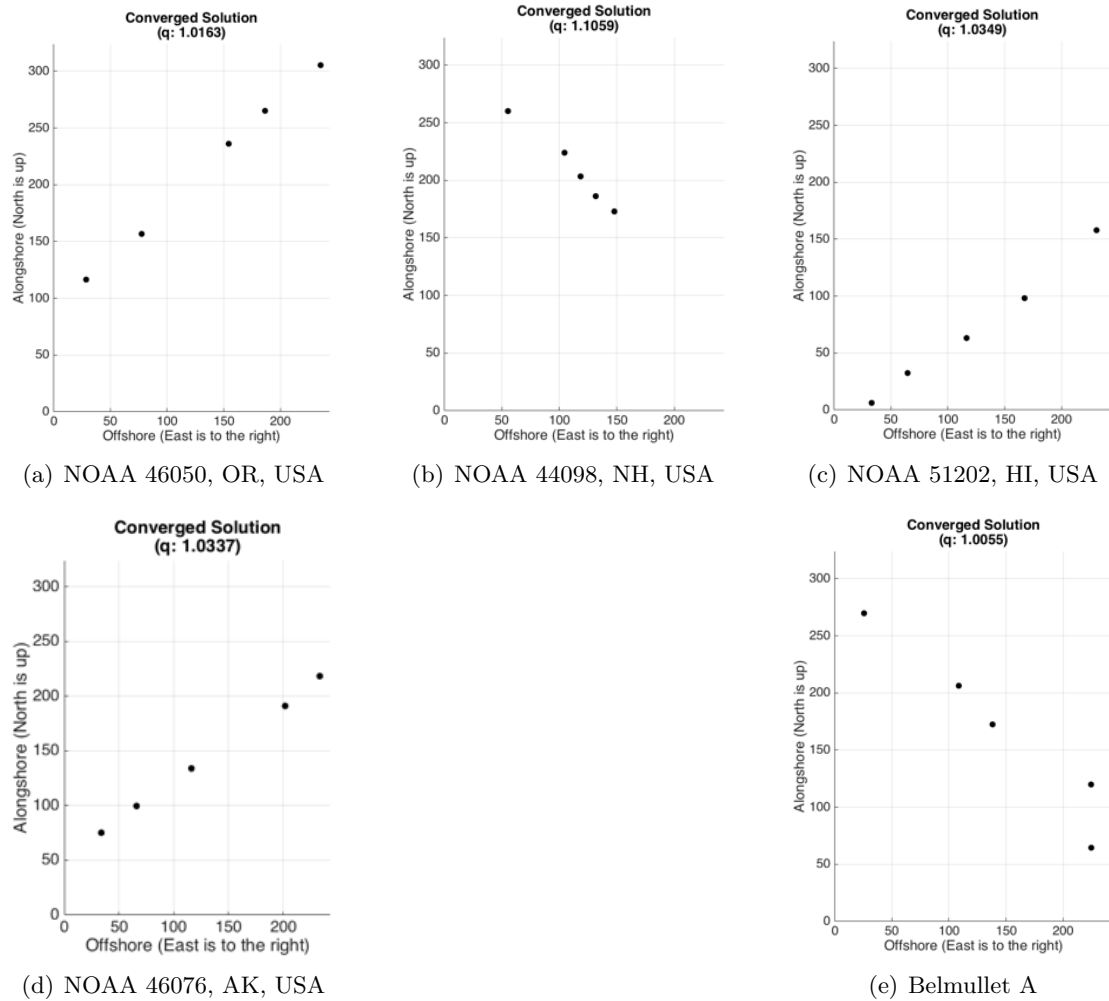 Converged Solution
(q: 1.0163)
300
250
200
150
100
50
0
Alongshore (North is up)
0 50 100 150 200
Offshore (East is to the right)
(a) NOAA 46050, OR, USA
Converged Solution
(q: 1.1059)
300
250
200
150
100
50
0
Alongshore (North is up)
0 50 100 150 200
Offshore (East is to the right)
(b) NOAA 44098, NH, USA
Converged Solution
(q: 1.0349)
300
250
200
150
100
50
0
Alongshore (North is up)
0 50 100 150 200
Offshore (East is to the right)
(c) NOAA 51202, HI, USA
Converged Solution
(q: 1.0337)
300
250
200
150
100
50
0
Alongshore (North is up)
0 50 100 150 200
Offshore (East is to the right)
(d) NOAA 46076, AK, USA
Converged Solution
(q: 1.0055)
300
250
200
150
100
50
0
Alongshore (North is up)
0 50 100 150 200
Offshore (East is to the right)
(e) Belmullet A